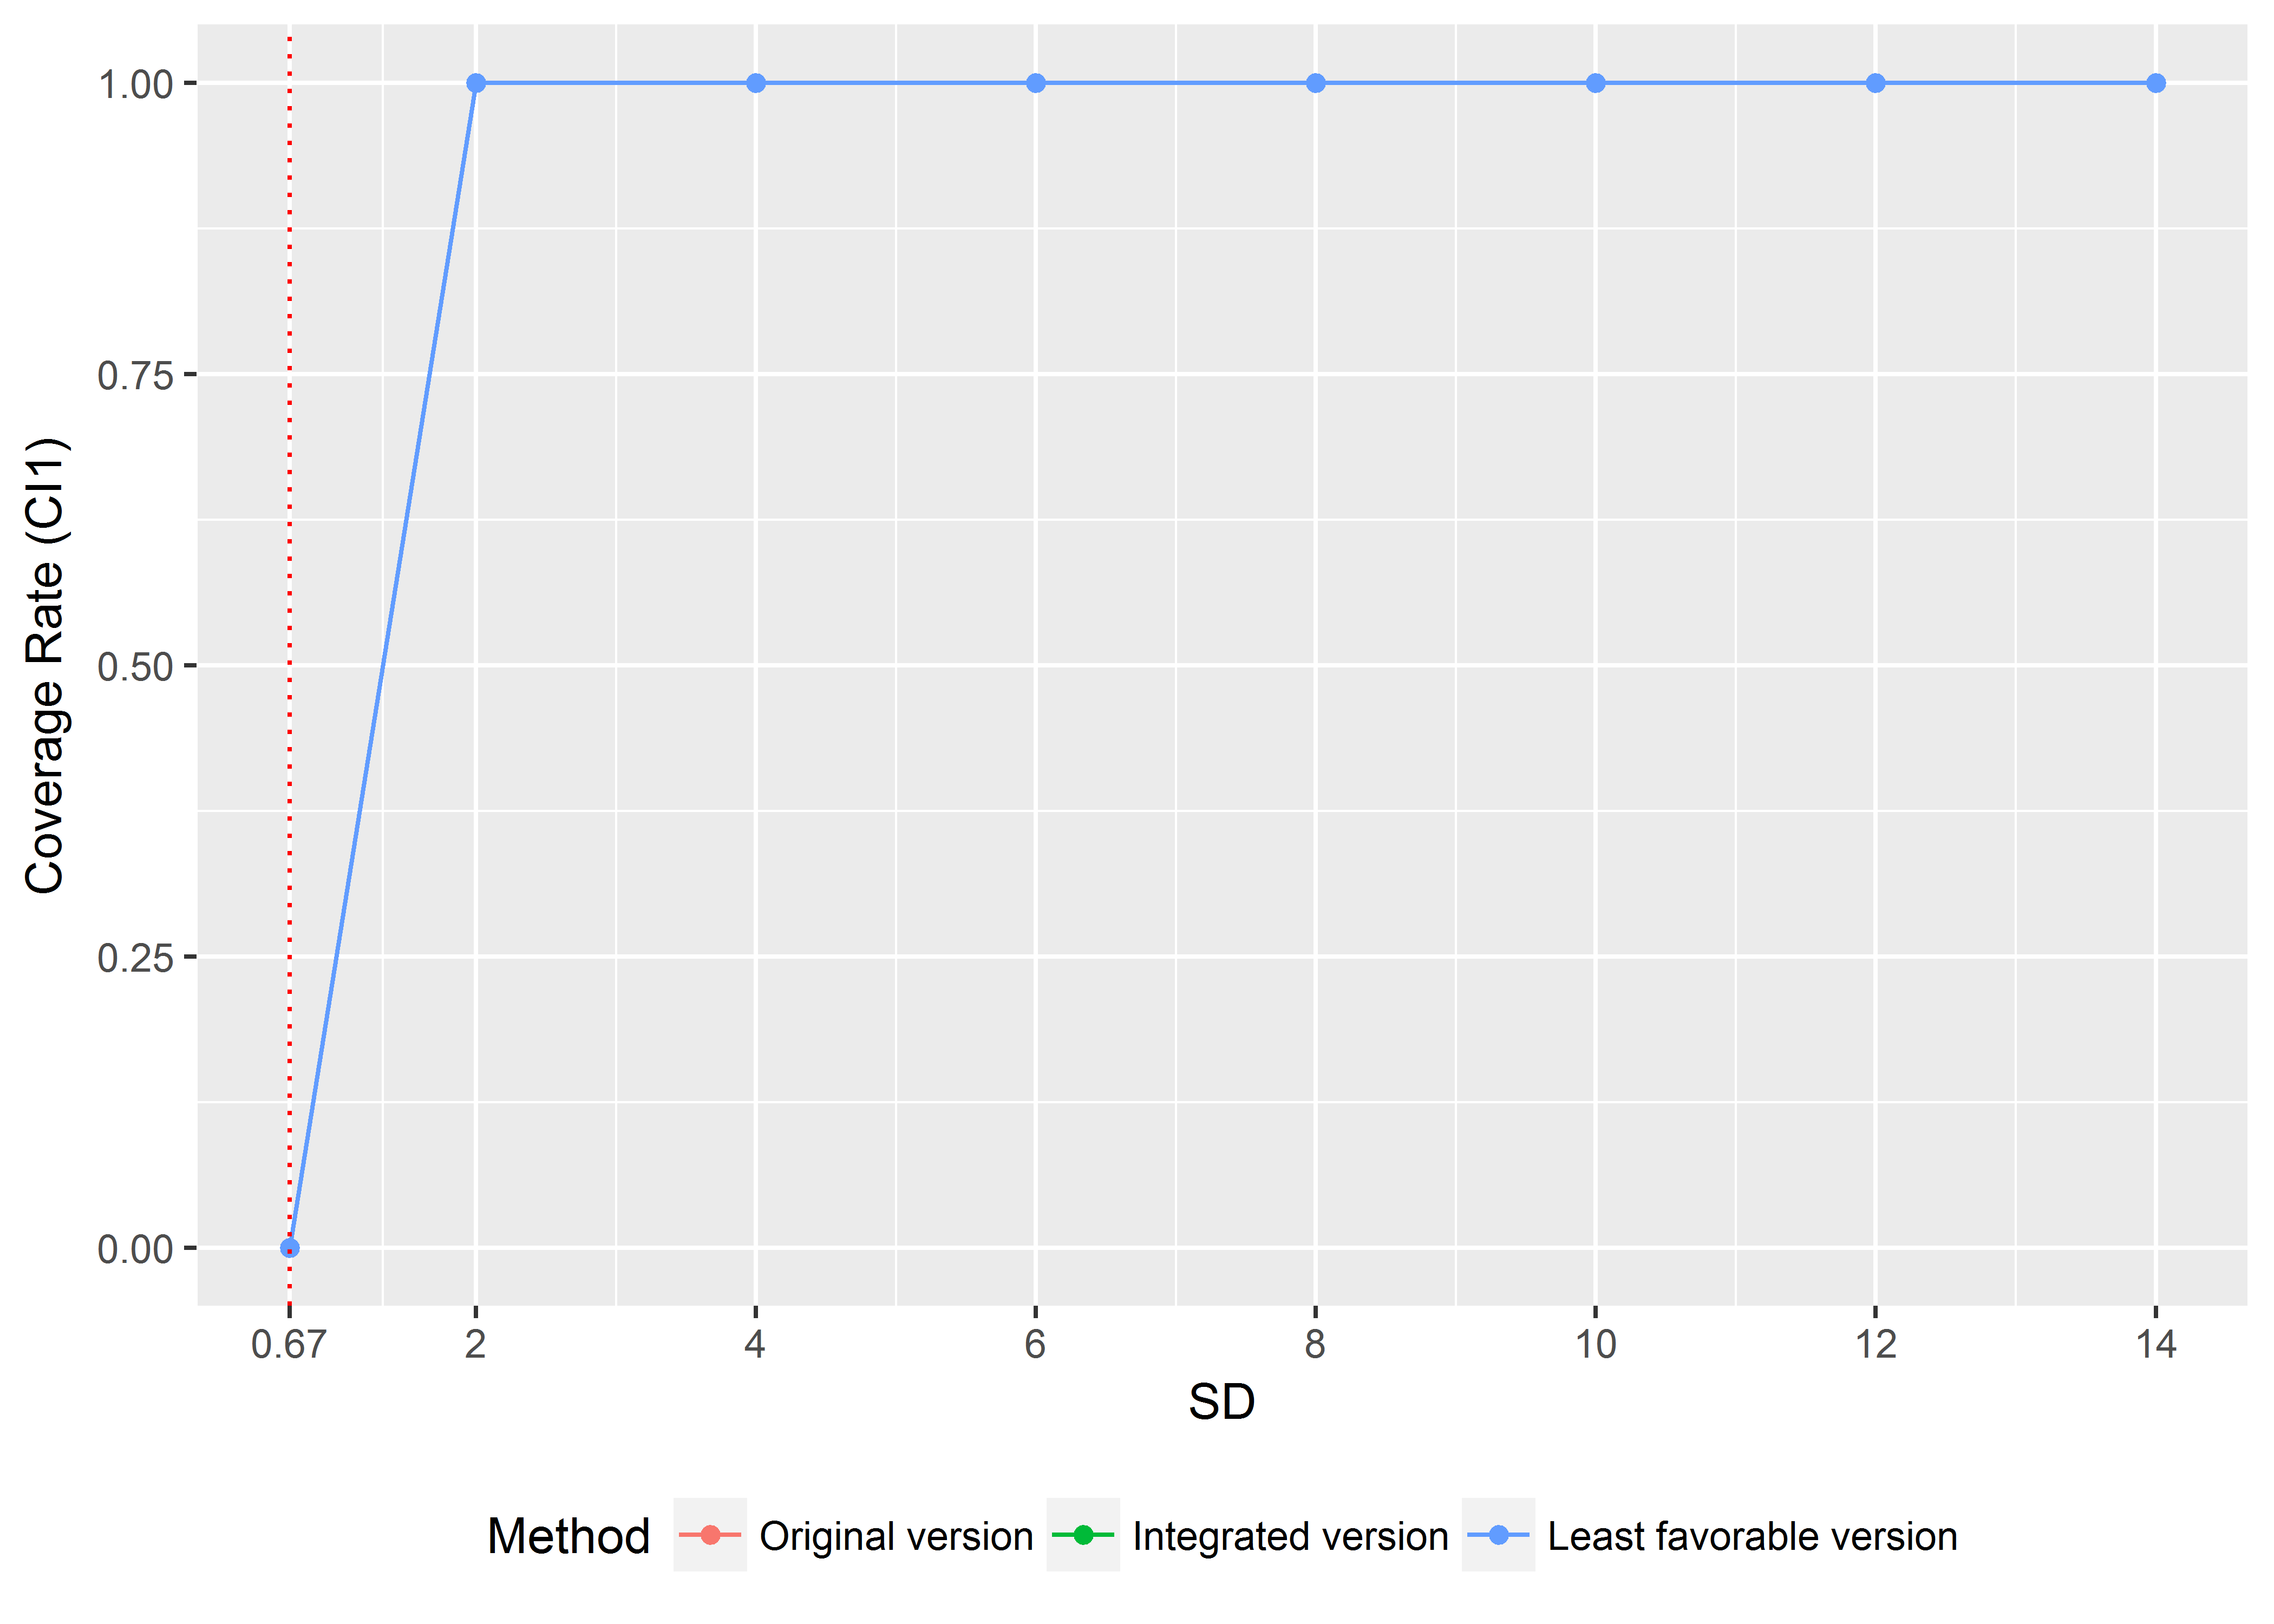 Coverage Rate (CI1)
1.00
0.75
0.50
0.25
0.00
0.67 2 4 6 8 10 12 14
SD
Method Original version Integrated version Least favorable version